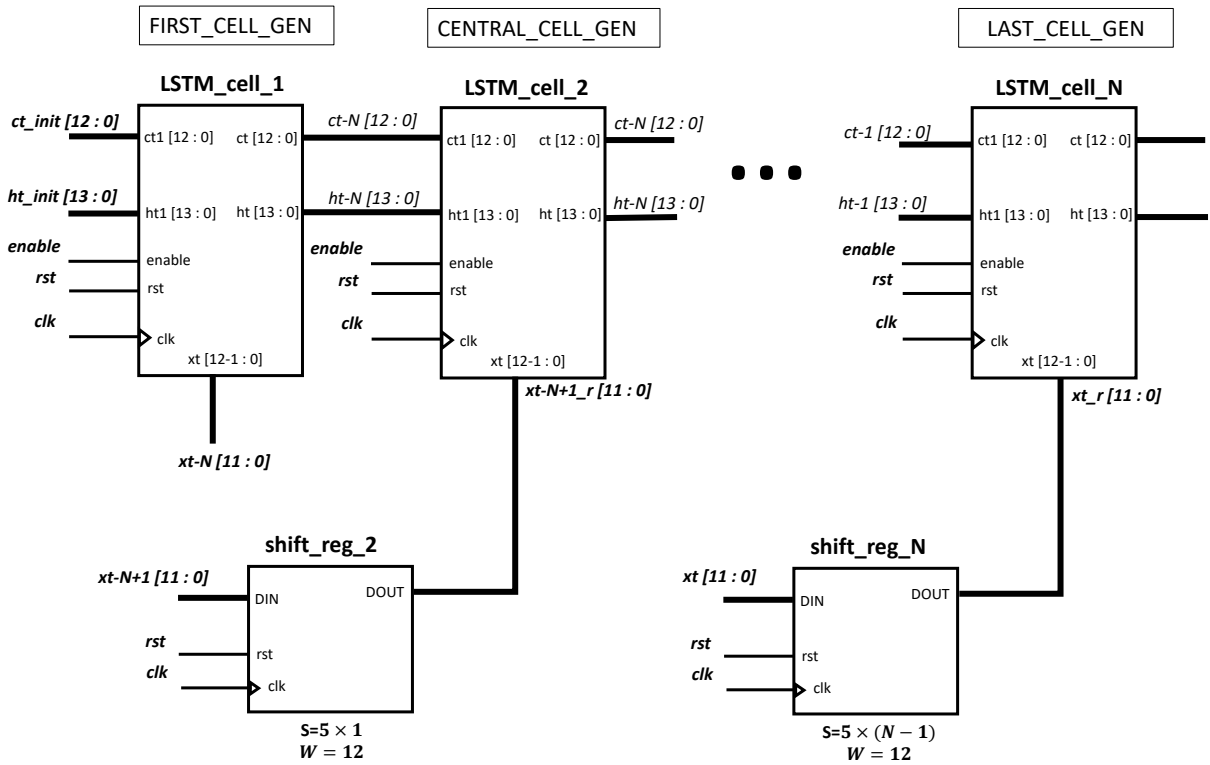 FIRST_CELL_GEN
CENTRAL_CELL_GEN
LAST_CELL_GEN
LSTM_cell_1
LSTM_cell_2
LSTM_cell_N
ct_init [12 : 0]
ct1 [12 : 0]
ct [12 : 0]
ht_init [13 : 0]
ht1 [13 : 0]
ht [13 : 0]
enable
enable
rst
rst
clk
clk
xt [12-1 : 0]
xt-N [11 : 0]
ct-N [12 : 0]
ct1 [12 : 0]
ct [12 : 0]
ct-N [12 : 0]
ht-N [13 : 0]
ht1 [13 : 0]
ht [13 : 0]
ht-N [13 : 0]
enable
enable
rst
rst
clk
clk
xt [12-1 : 0]
xt-N+1_r [11 : 0]
ct-1 [12 : 0]
ct1 [12 : 0]
ct [12 : 0]
ht-1 [13 : 0]
ht1 [13 : 0]
ht [13 : 0]
enable
enable
rst
rst
clk
clk
xt [12-1 : 0]
xt_r [11 : 0]
shift_reg_2
xt-N+1 [11 : 0]
DIN
DOUT
rst
rst
clk
clk
S=5 × 1
W = 12
shift_reg_N
xt [11 : 0]
DIN
DOUT
rst
rst
clk
clk
S=5 × (N − 1)
W = 12